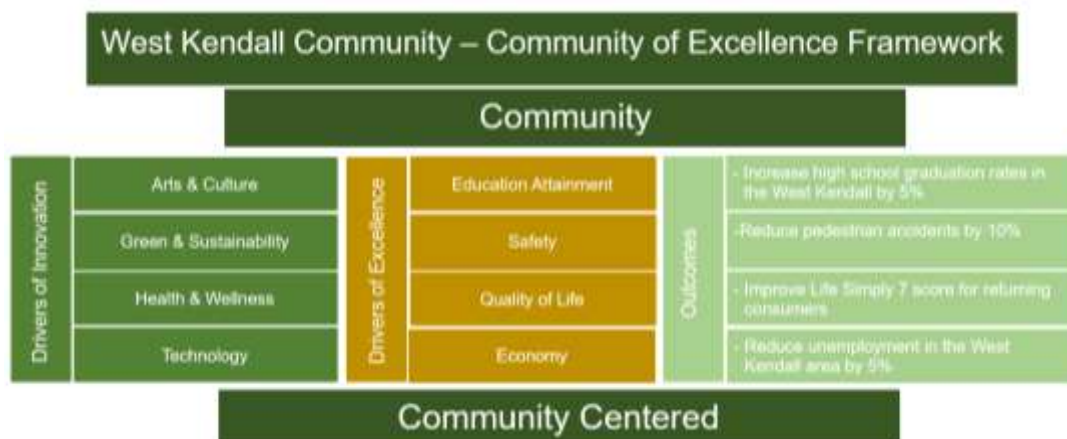 West Kendall Community – Community of Excellence Framework
Community
Drivers of Innovation
Arts & Culture
Green & Sustainability
Health & Wellness
Technology
Drivers of Excellence
Education Attainment
Safety
Quality of Life
Economy
Outcomes
- Increase high school graduation rates in
the West Kendall by 5%
-Reduce pedestrian accidents by 10%
- Improve Life Simply 7 score for returning
consumers
- Reduce unemployment in the West
Kendall area by 5%
Community Centered